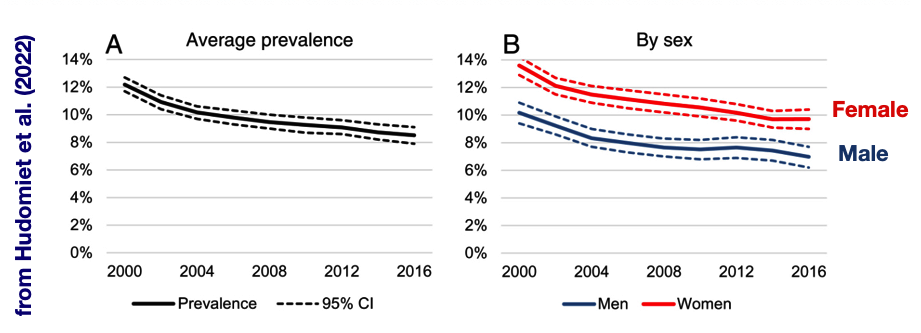 from Hudomiet et al. (2022)
A
Average prevalence
14%
12%
10%
8%
6%
4%
2%
0%
2000 2004 2008 2012 2016
Prevalence 95% CI
B
By sex
14%
12%
10%
8%
6%
4%
2%
0%
2000 2004 2008 2012 2016
Men Women
Female
Male